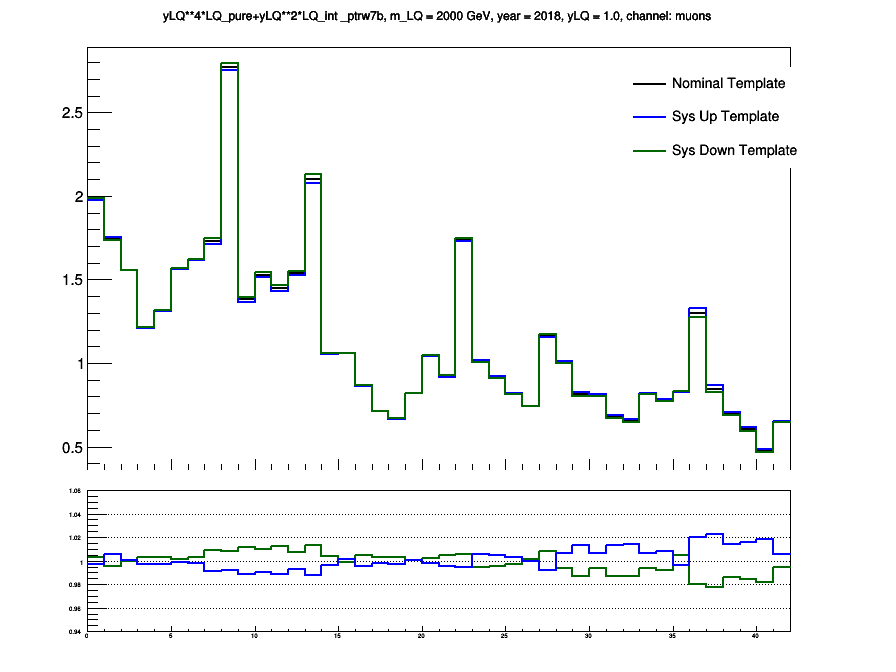 yLQ**4*LQ_pure+yLQ**2*LQ_int _ptrw7b, m_LQ = 2000 GeV, year = 2018, yLQ = 1.0, channel: muons
Nominal Template
Sys Up Template
Sys Down Template
2.5
2
1.5
1
0.5
1.06
1.04
1.02
1
0.98
0.96
0.94
0 5 10 15 20 25 30 35 40